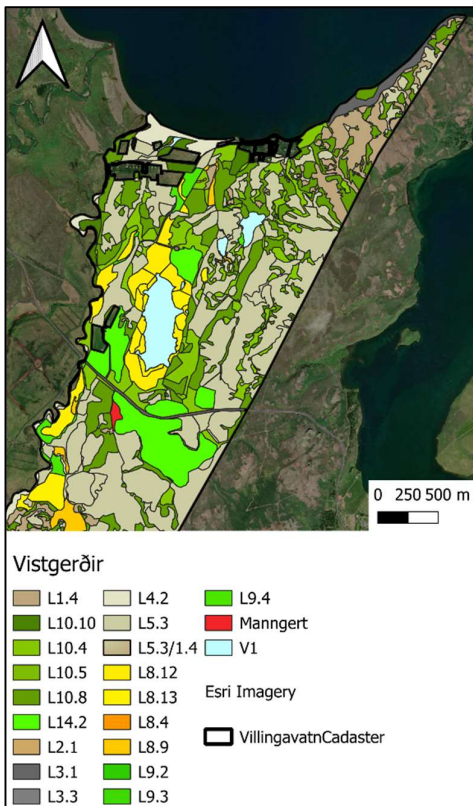 0 250 500 m
Vistgerðir
L1.4
L10.10
L10.4
L10.5
L10.8
L14.2
L2.1
L3.1
L3.3
L4.2
L5.3
L5.3/1.4
L8.12
L8.13
L8.4
L8.9
L9.2
L9.3
L9.4
Manngert
V1
Esri Imagery
VillingavatnCadaster